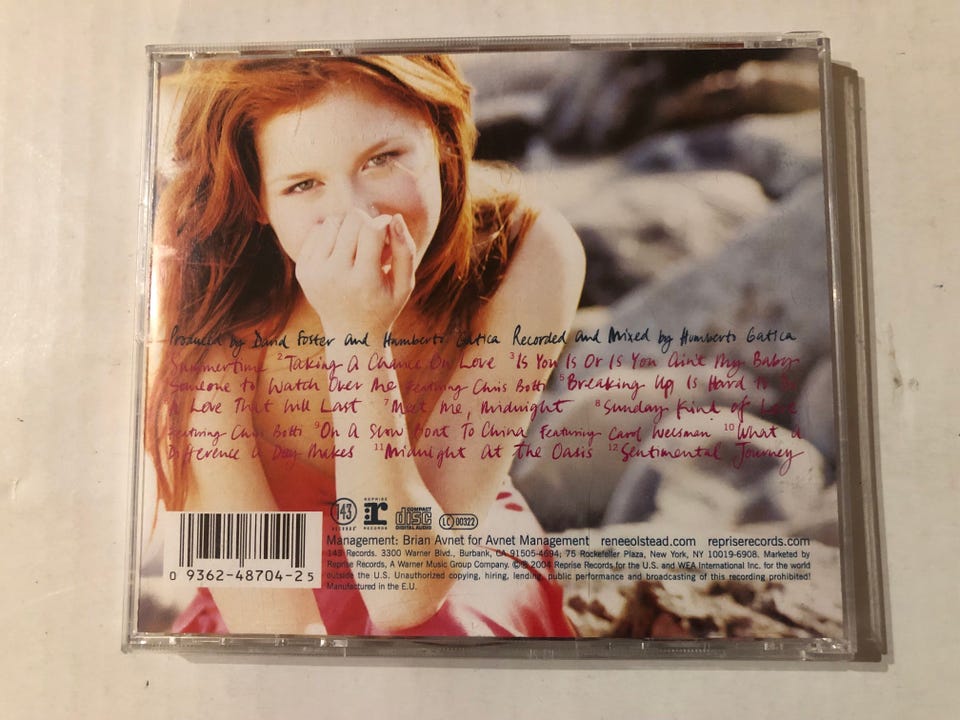 Produced by David Foster and Humberto Gatica Recorded and Mixed by Humberto Gatica
Summertime 2 Taking A Chance On Love 3 Is You Is Or Is You Ain't My Baby
Someone to Watch Over Me Featuring Chris Botti 5 Breaking Up Is Hard to Do
A Love That Will Last 7 Meet Me, Midnight 8 Sunday Kind of Love
Featuring Chris Botti 9 On A Slow Boat To China Featuring Carol Welsman 10 What a
Difference a Day Makes 11 Midnight At The Oasis 12 Sentimental Journey
143 RECORDS
REPRISE r RECORDS
COMPACT disc DIGITAL AUDIO
LC 00322
Management: Brian Avnet for Avnet Management reneeolstead.com repriserecords.com
143 Records. 3300 Warner Blvd., Burbank, CA 91505-4694; 75 Rockefeller Plaza, New York, NY 10019-6908. Marketed by
Reprise Records, A Warner Music Group Company. ©℗ 2004 Reprise Records for the U.S. and WEA International Inc. for the world
outside the U.S. Unauthorized copying, hiring, lending, public performance and broadcasting of this recording prohibited!
Manufactured in the E.U.
0 9362-48704-2 5